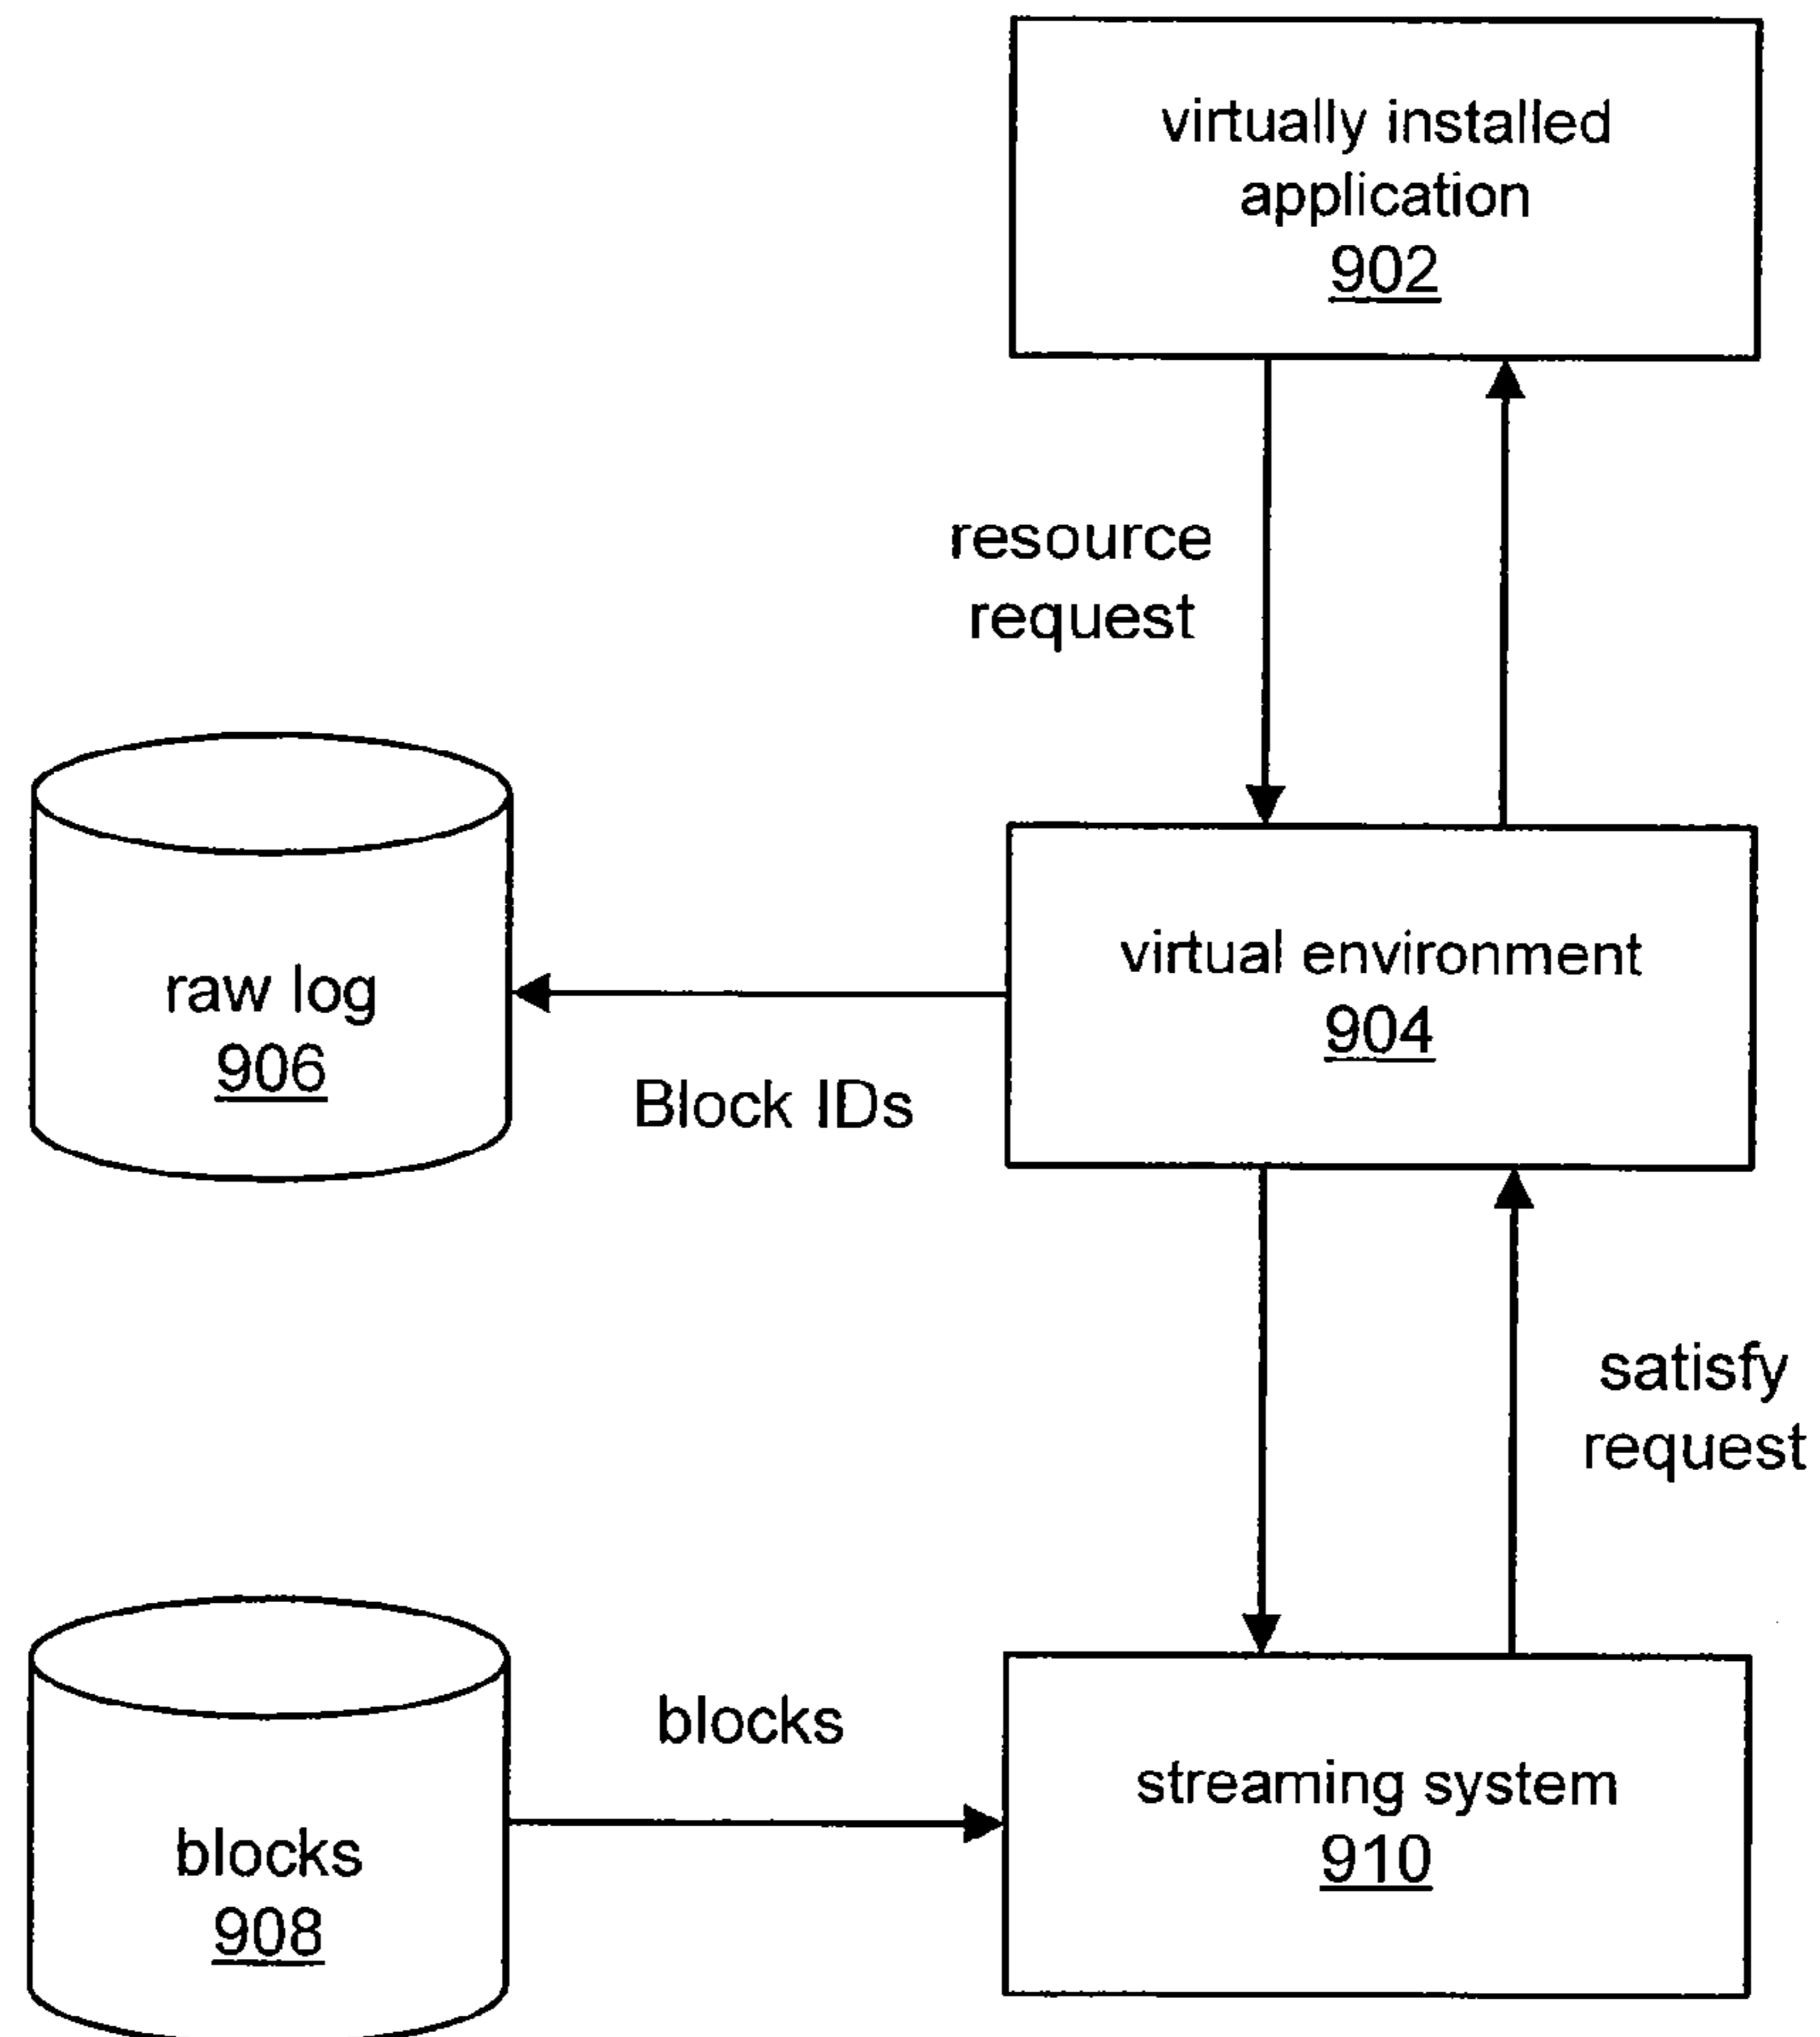 virtually installed
application
902
resource
request
virtual environment
904
raw log
906
Block IDs
satisfy
request
blocks
streaming system
910
blocks
908